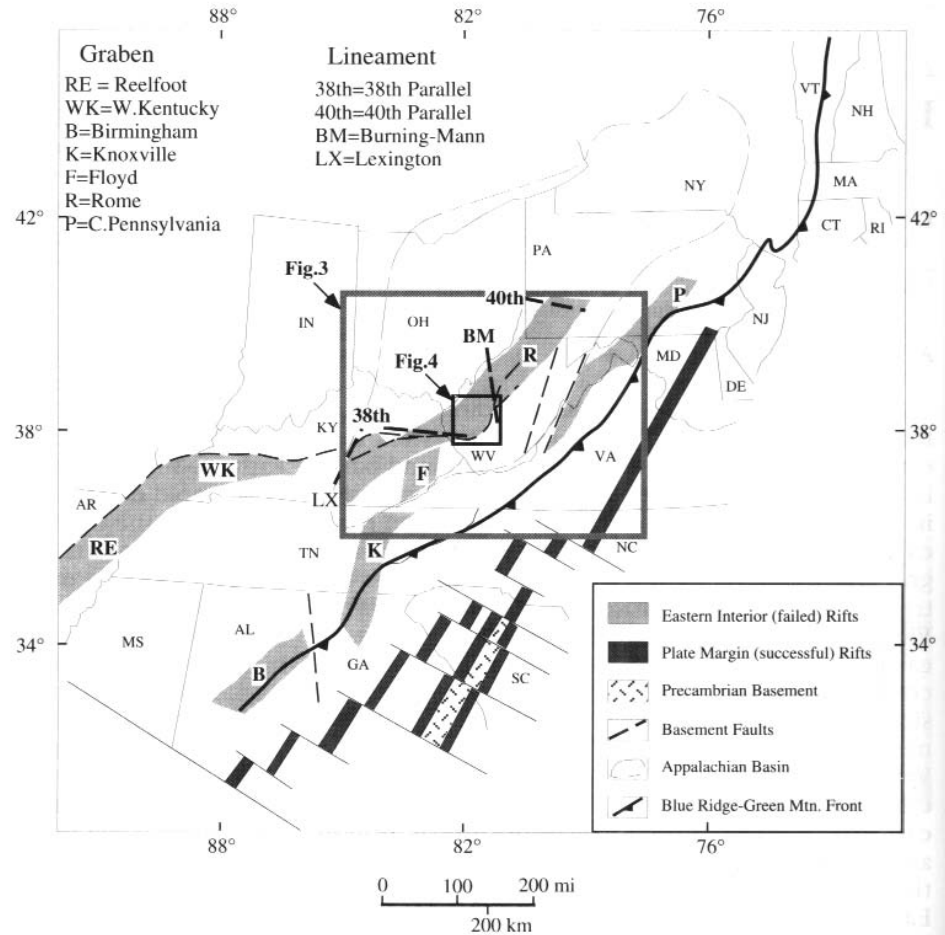 88°
82°
76°
Graben
RE = Reelfoot
WK=W.Kentucky
B=Birmingham
K=Knoxville
F=Floyd
R=Rome
P=C.Pennsylvania
Lineament
38th=38th Parallel
40th=40th Parallel
BM=Burning-Mann
LX=Lexington
VT
NH
NY
MA
42°
42°
CT
RI
PA
Fig.3
P
40th
IN
OH
BM
NJ
R
MD
Fig.4
DE
38th
38°
KY
38°
WV
VA
WK
F
LX
AR
RE
TN
K
NC
34°
MS
AL
34°
GA
SC
B
Eastern Interior (failed) Rifts
Plate Margin (successful) Rifts
Precambrian Basement
Basement Faults
Appalachian Basin
Blue Ridge-Green Mtn. Front
88°
82°
76°
0 100 200 mi
200 km